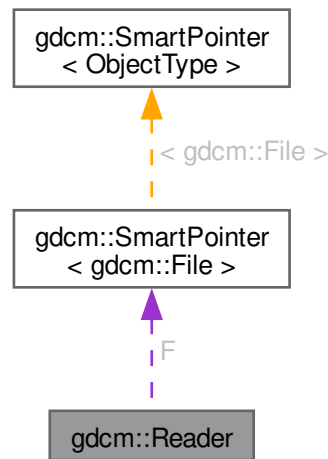 gdcm::SmartPointer
< ObjectType >
< gdcm::File >
gdcm::SmartPointer
< gdcm::File >
F
gdcm::Reader